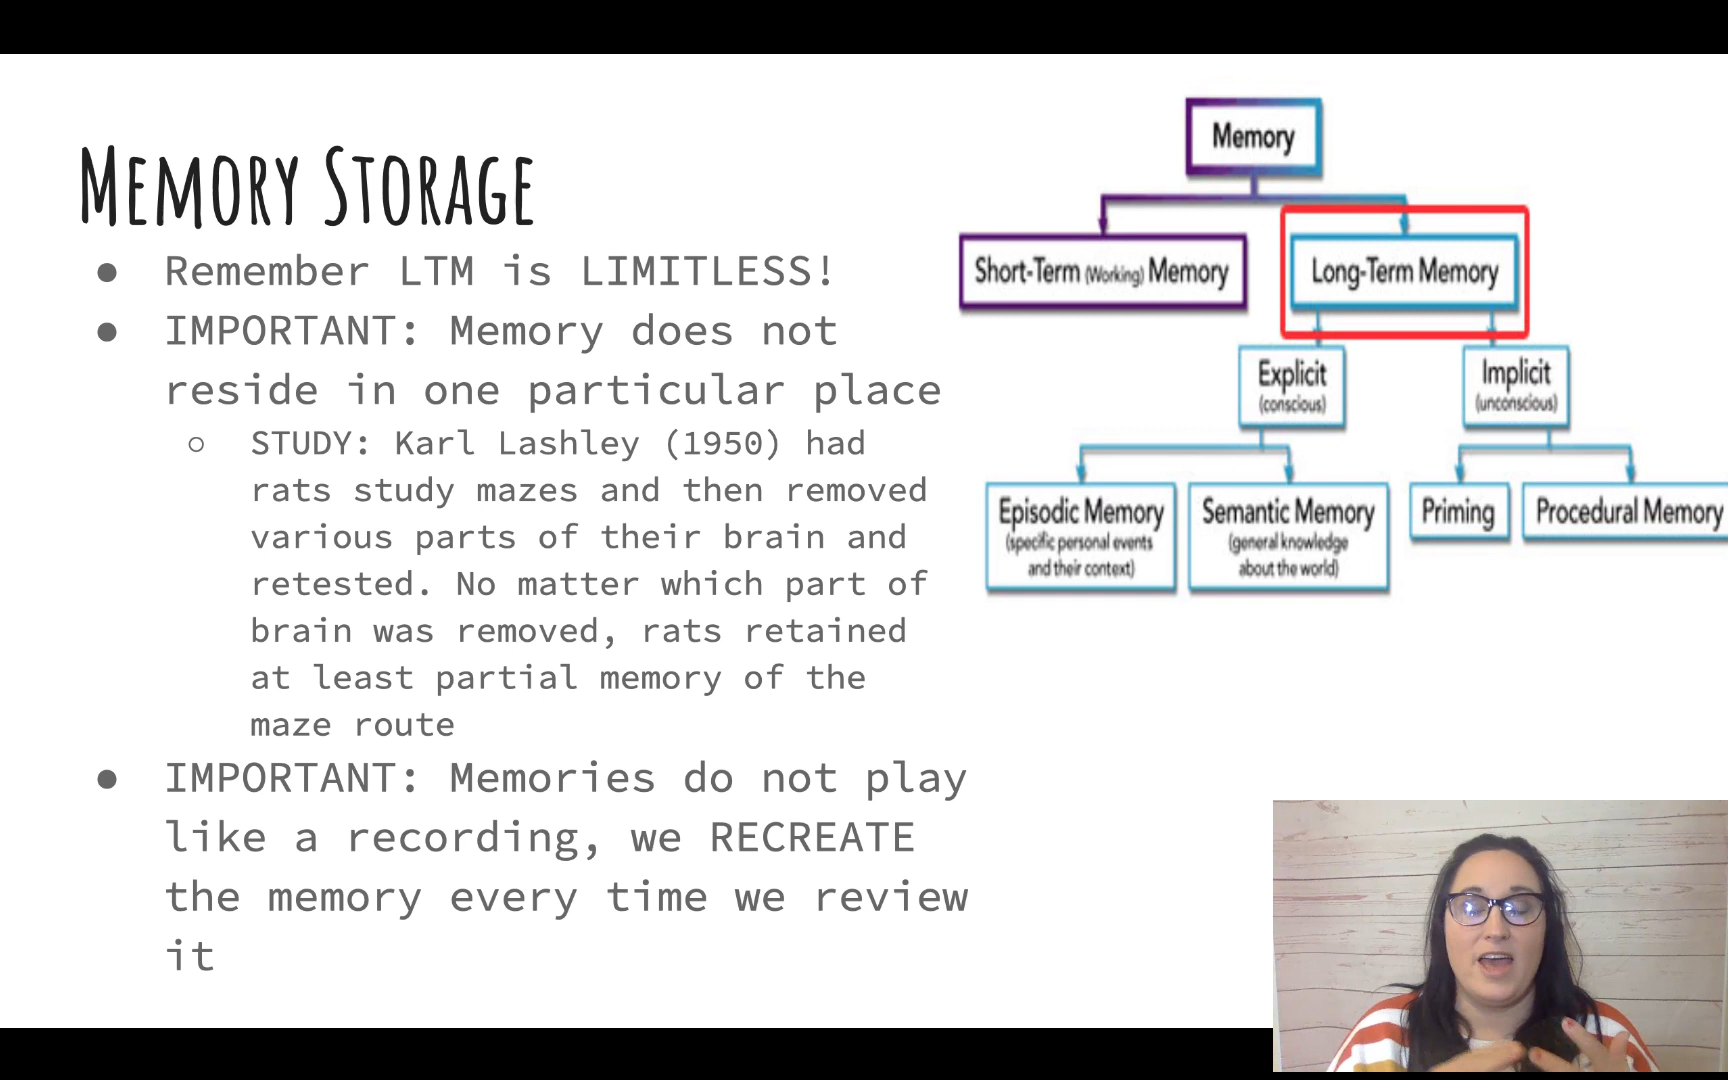 MEMORY STORAGE
● Remember LTM is LIMITLESS!
● IMPORTANT: Memory does not
reside in one particular place
○ STUDY: Karl Lashley (1950) had
rats study mazes and then removed
various parts of their brain and
retested. No matter which part of
brain was removed, rats retained
at least partial memory of the
maze route
● IMPORTANT: Memories do not play
like a recording, we RECREATE
the memory every time we review
it
Memory
Short-Term (Working) Memory
Long-Term Memory
Explicit
(conscious)
Implicit
(unconscious)
Episodic Memory
(specific personal events
and their context)
Semantic Memory
(general knowledge
about the world)
Priming
Procedural Memory